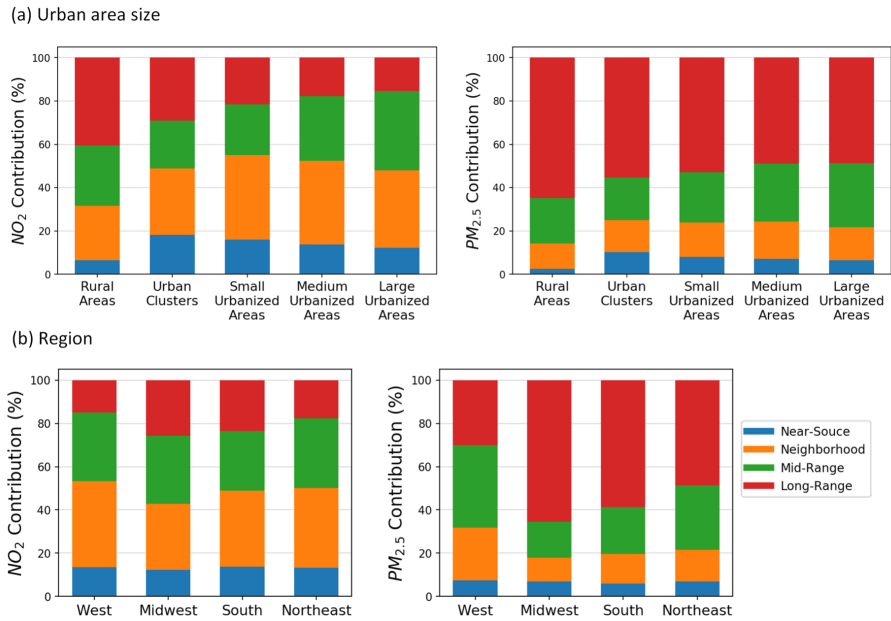 (a) Urban area size
NO2 Contribution (%)
100
80
60
40
20
0
Rural Areas
Urban Clusters
Small Urbanized Areas
Medium Urbanized Areas
Large Urbanized Areas
PM2.5 Contribution (%)
100
80
60
40
20
0
Rural Areas
Urban Clusters
Small Urbanized Areas
Medium Urbanized Areas
Large Urbanized Areas
(b) Region
NO2 Contribution (%)
100
80
60
40
20
0
West
Midwest
South
Northeast
PM2.5 Contribution (%)
100
80
60
40
20
0
West
Midwest
South
Northeast
Near-Souce
Neighborhood
Mid-Range
Long-Range